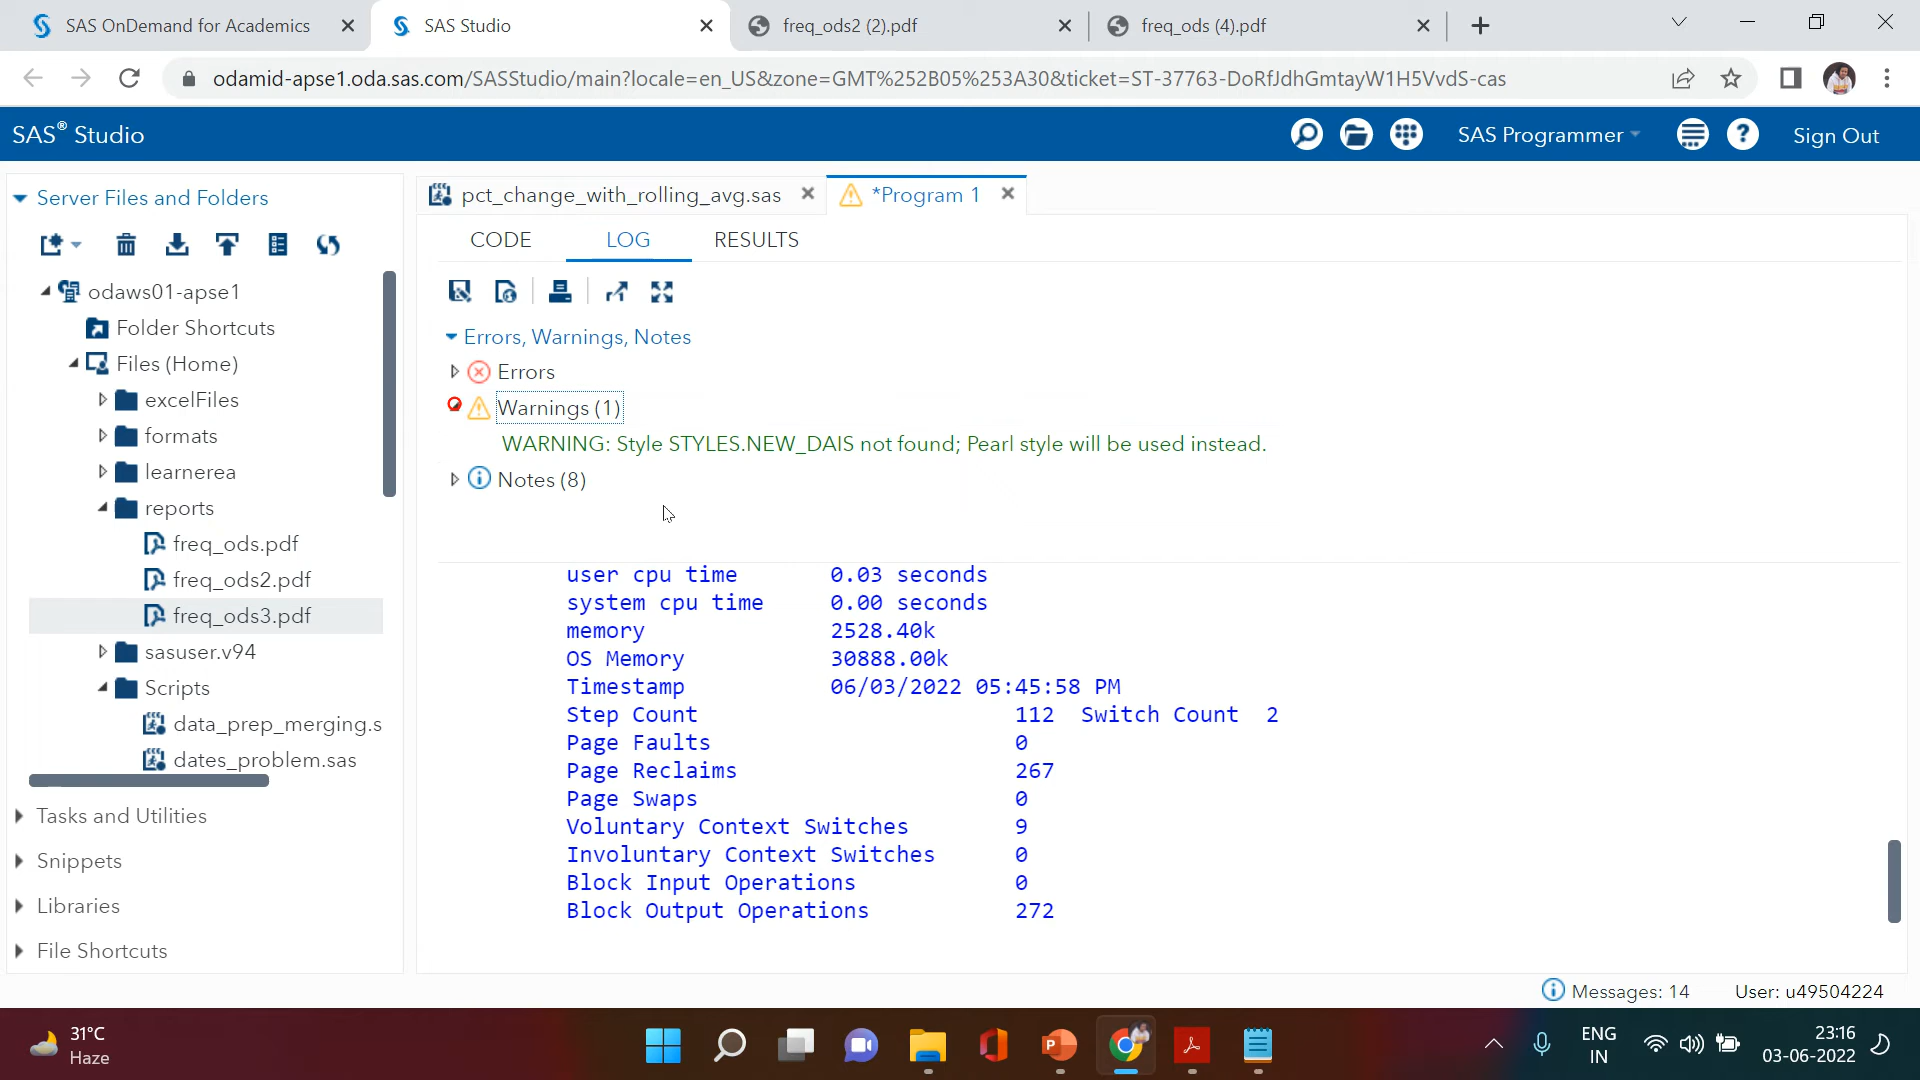 SAS OnDemand for Academics
SAS Studio
freq_ods2 (2).pdf
freq_ods (4).pdf
odamid-apse1.oda.sas.com/SASStudio/main?locale=en_US&zone=GMT%252B05%253A30&ticket=ST-37763-DoRfJdhGmtayW1H5VvdS-cas
SAS® Studio
SAS Programmer
Sign Out
Server Files and Folders
odaws01-apse1
Folder Shortcuts
Files (Home)
excelFiles
formats
learnerea
reports
freq_ods.pdf
freq_ods2.pdf
freq_ods3.pdf
sasuser.v94
Scripts
data_prep_merging.s
dates_problem.sas
Tasks and Utilities
Snippets
Libraries
File Shortcuts
pct_change_with_rolling_avg.sas
*Program 1
CODE
LOG
RESULTS
Errors, Warnings, Notes
Errors
Warnings (1)
WARNING: Style STYLES.NEW_DAIS not found; Pearl style will be used instead.
Notes (8)
user cpu time 0.03 seconds
system cpu time 0.00 seconds
memory 2528.40k
OS Memory 30888.00k
Timestamp 06/03/2022 05:45:58 PM
Step Count 112 Switch Count 2
Page Faults 0
Page Reclaims 267
Page Swaps 0
Voluntary Context Switches 9
Involuntary Context Switches 0
Block Input Operations 0
Block Output Operations 272
Messages: 14
User: u49504224
31°C
Haze
ENG
IN
23:16
03-06-2022